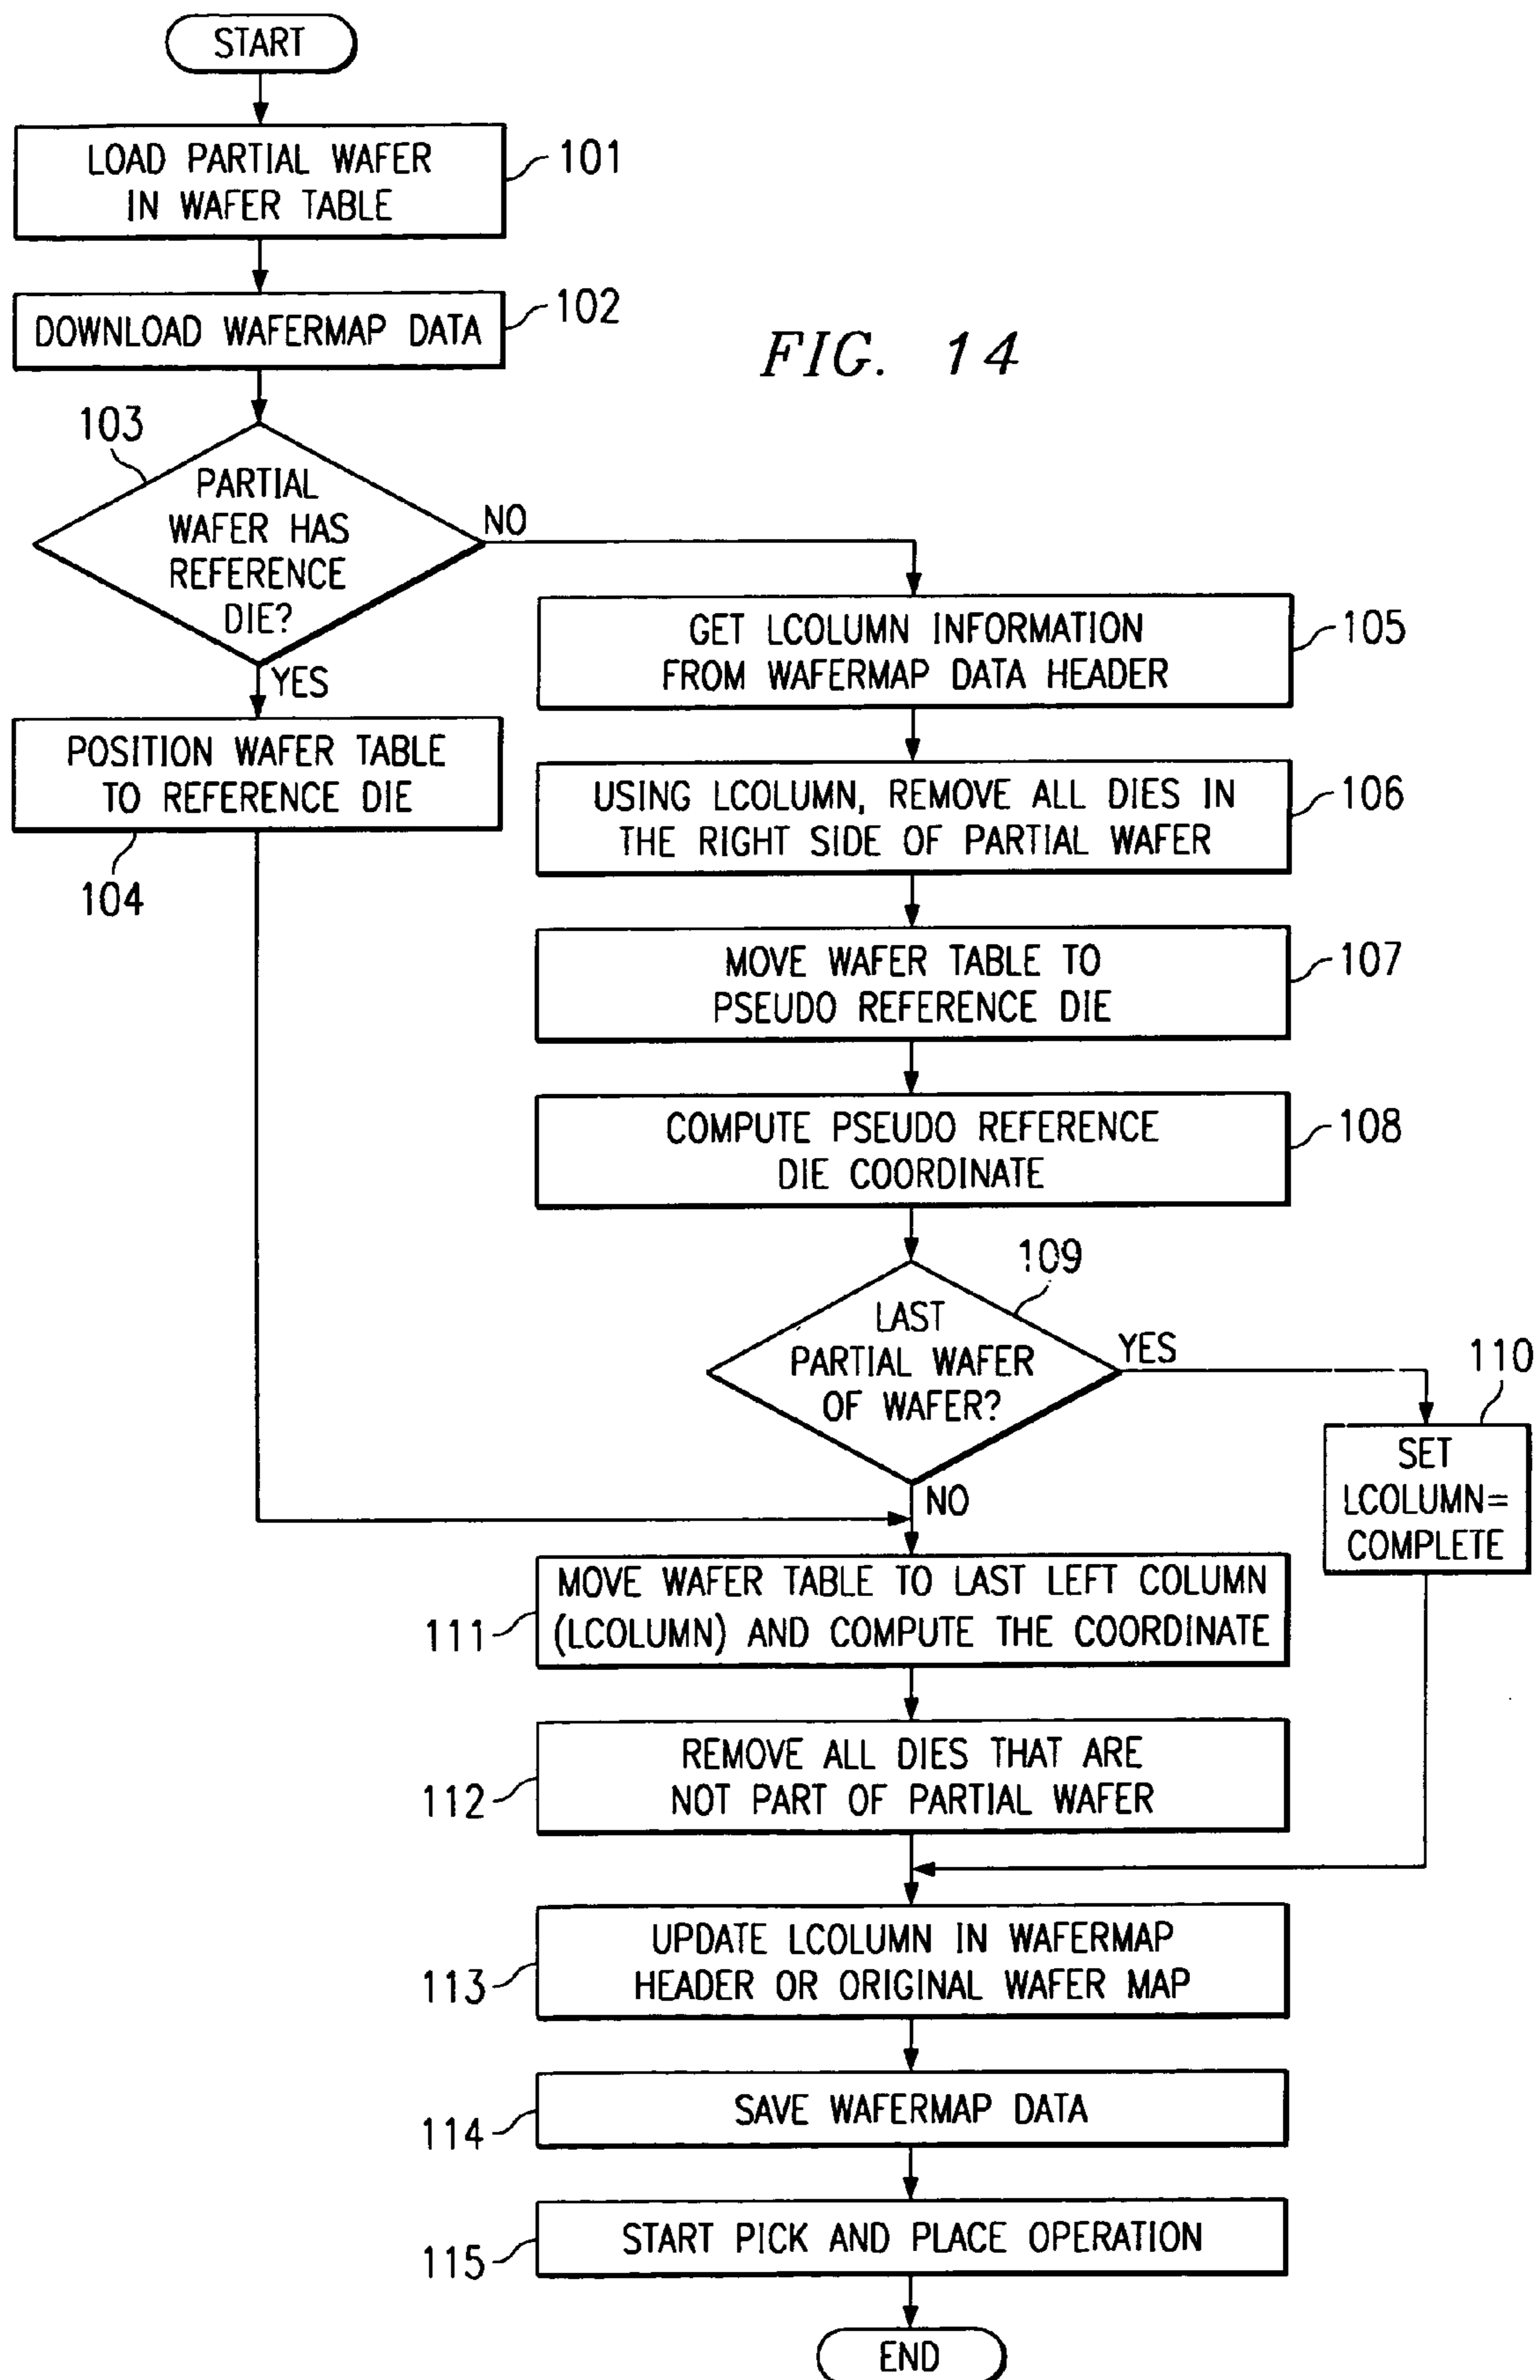 START
LOAD PARTIAL WAFER
IN WAFER TABLE
101
DOWNLOAD WAFERMAP DATA
102
FIG. 14
103
PARTIAL
WAFER HAS
REFERENCE
DIE?
NO
YES
POSITION WAFER TABLE
TO REFERENCE DIE
104
GET LCOLUMN INFORMATION
FROM WAFERMAP DATA HEADER
105
USING LCOLUMN, REMOVE ALL DIES IN
THE RIGHT SIDE OF PARTIAL WAFER
106
MOVE WAFER TABLE TO
PSEUDO REFERENCE DIE
107
COMPUTE PSEUDO REFERENCE
DIE COORDINATE
108
109
LAST
PARTIAL WAFER
OF WAFER?
YES
NO
110
SET
LCOLUMN=
COMPLETE
MOVE WAFER TABLE TO LAST LEFT COLUMN
(LCOLUMN) AND COMPUTE THE COORDINATE
111
REMOVE ALL DIES THAT ARE
NOT PART OF PARTIAL WAFER
112
UPDATE LCOLUMN IN WAFERMAP
HEADER OR ORIGINAL WAFER MAP
113
SAVE WAFERMAP DATA
114
START PICK AND PLACE OPERATION
115
END